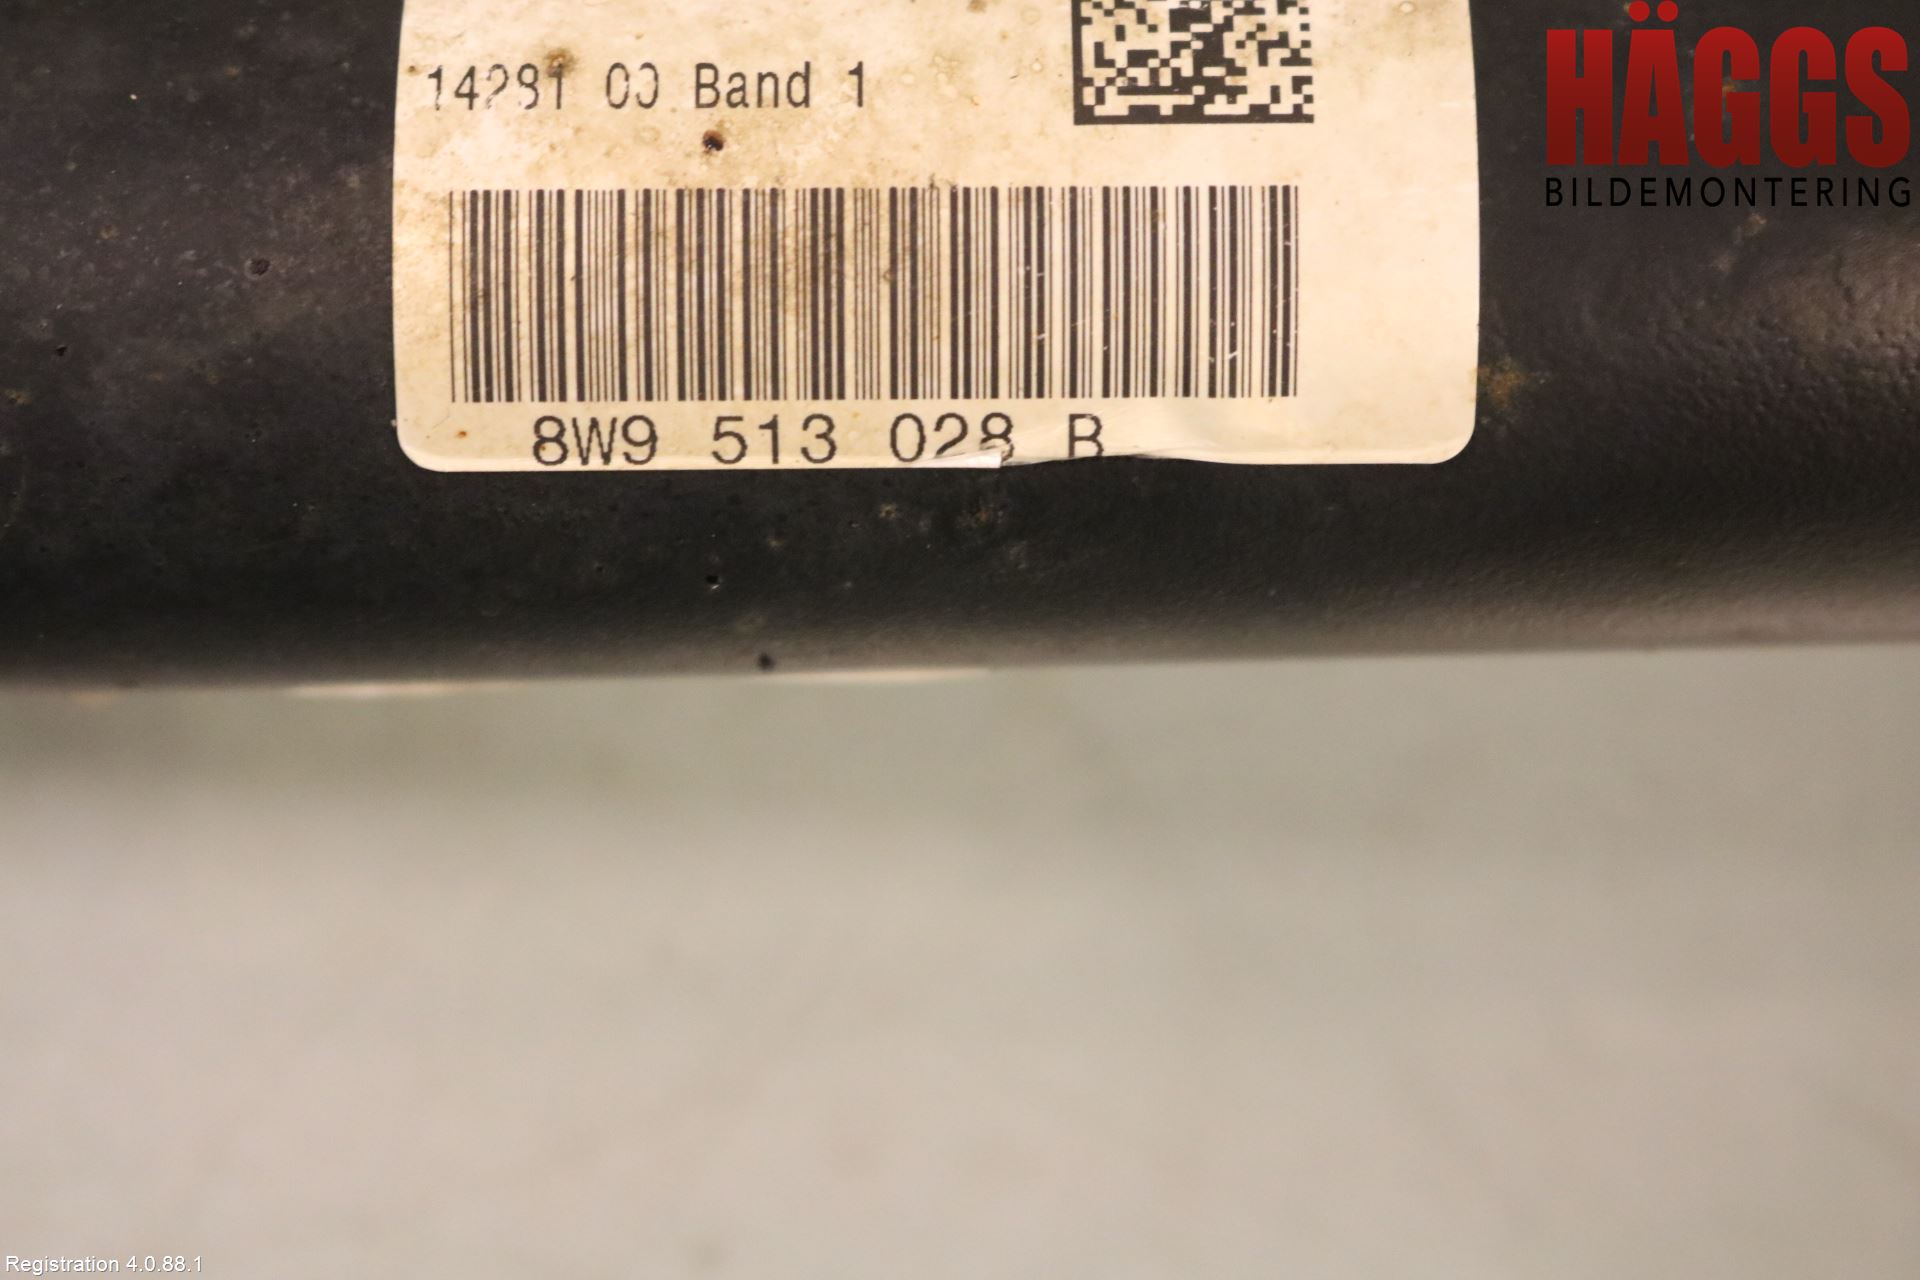 14281 00 Band 1
8W9 513 028 B
HÄGGS
BILDEMONTERING
Registration 4.0.88.1